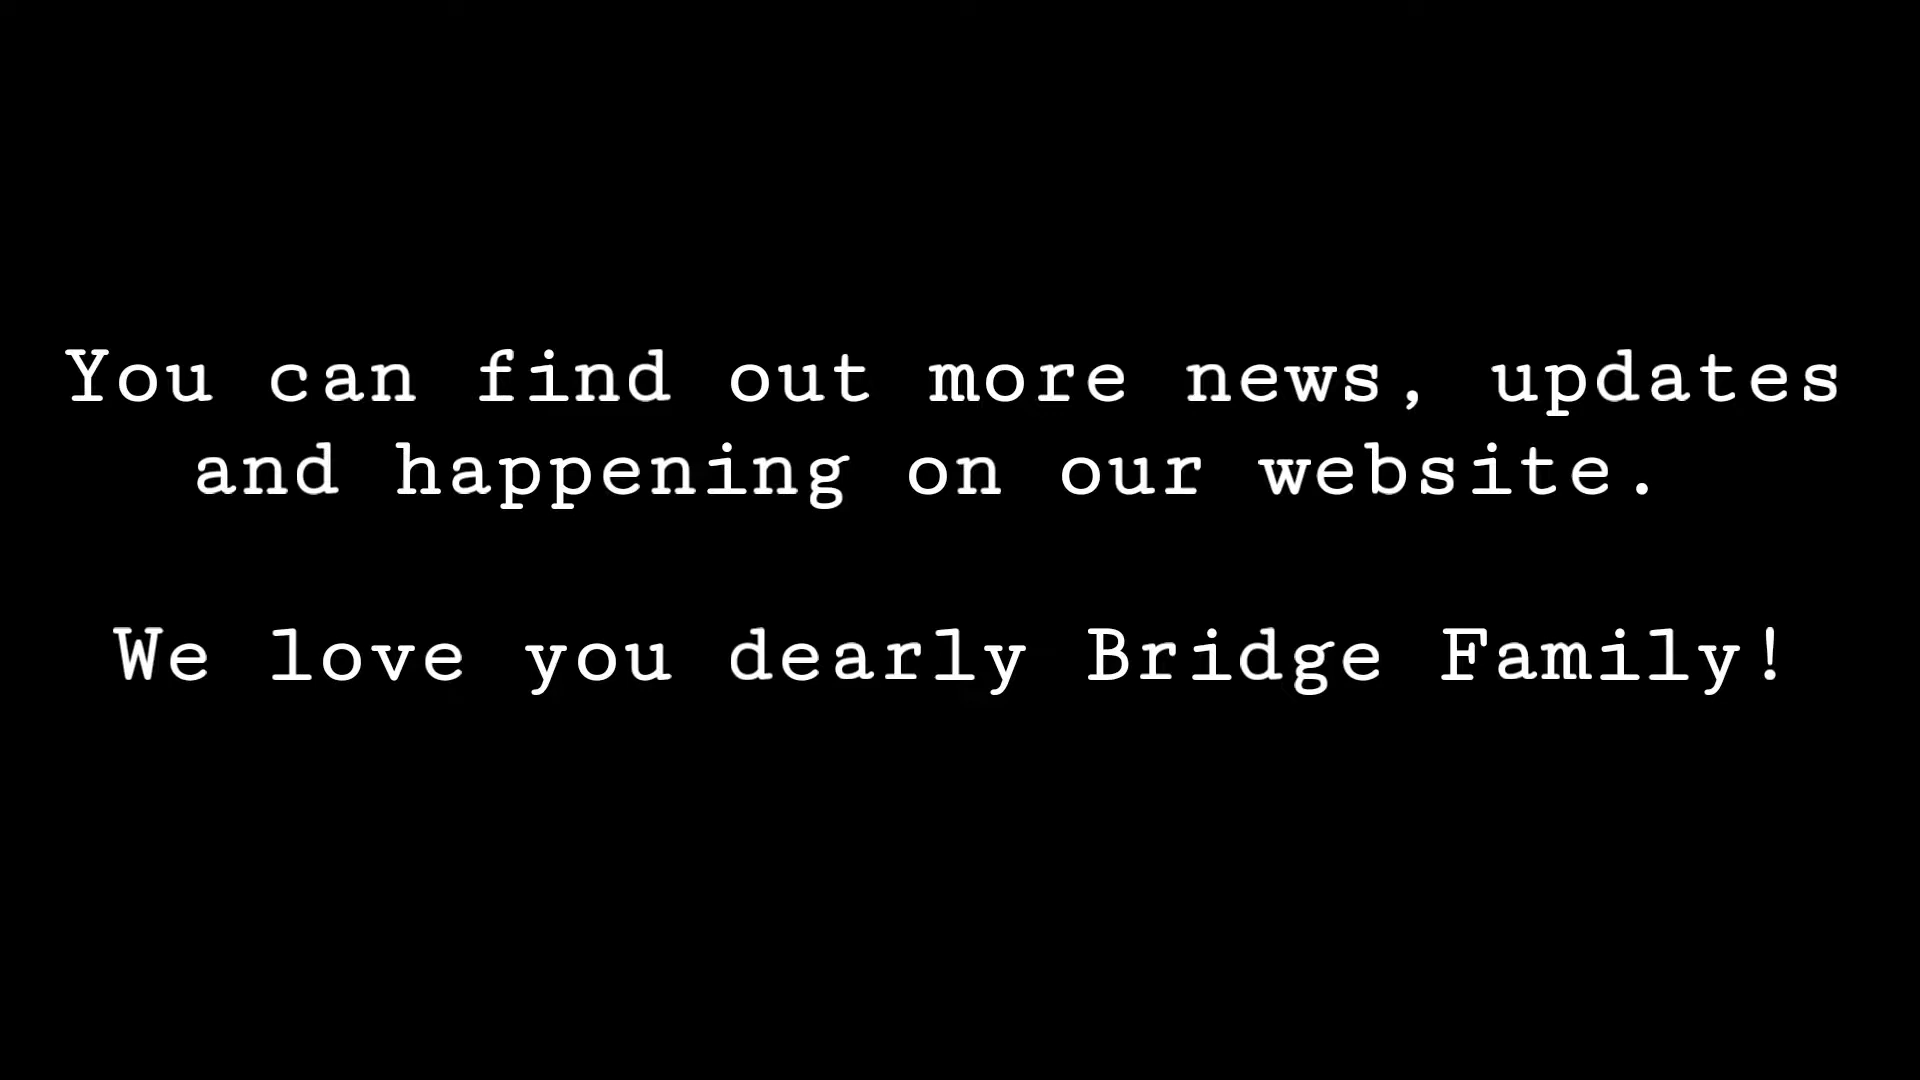 You can find out more news, updates
and happening on our website.
We love you dearly Bridge Family!